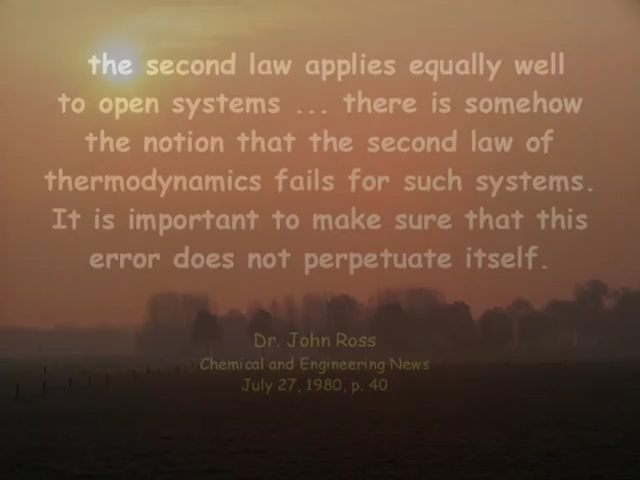 the second law applies equally well
to open systems ... there is somehow
the notion that the second law of
thermodynamics fails for such systems.
It is important to make sure that this
error does not perpetuate itself.
Dr. John Ross
Chemical and Engineering News
July 27, 1980, p. 40